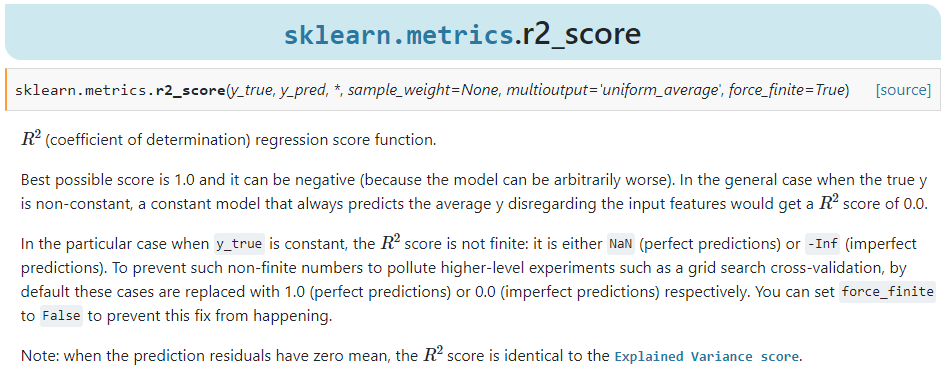 sklearn.metrics.r2_score
sklearn.metrics.r2_score(y_true, y_pred, *, sample_weight=None, multioutput='uniform_average', force_finite=True) [source]
R² (coefficient of determination) regression score function.
Best possible score is 1.0 and it can be negative (because the model can be arbitrarily worse). In the general case when the true y
is non-constant, a constant model that always predicts the average y disregarding the input features would get a R² score of 0.0.
In the particular case when y_true is constant, the R² score is not finite: it is either NaN (perfect predictions) or -Inf (imperfect
predictions). To prevent such non-finite numbers to pollute higher-level experiments such as a grid search cross-validation, by
default these cases are replaced with 1.0 (perfect predictions) or 0.0 (imperfect predictions) respectively. You can set force_finite
to False to prevent this fix from happening.
Note: when the prediction residuals have zero mean, the R² score is identical to the Explained Variance score.